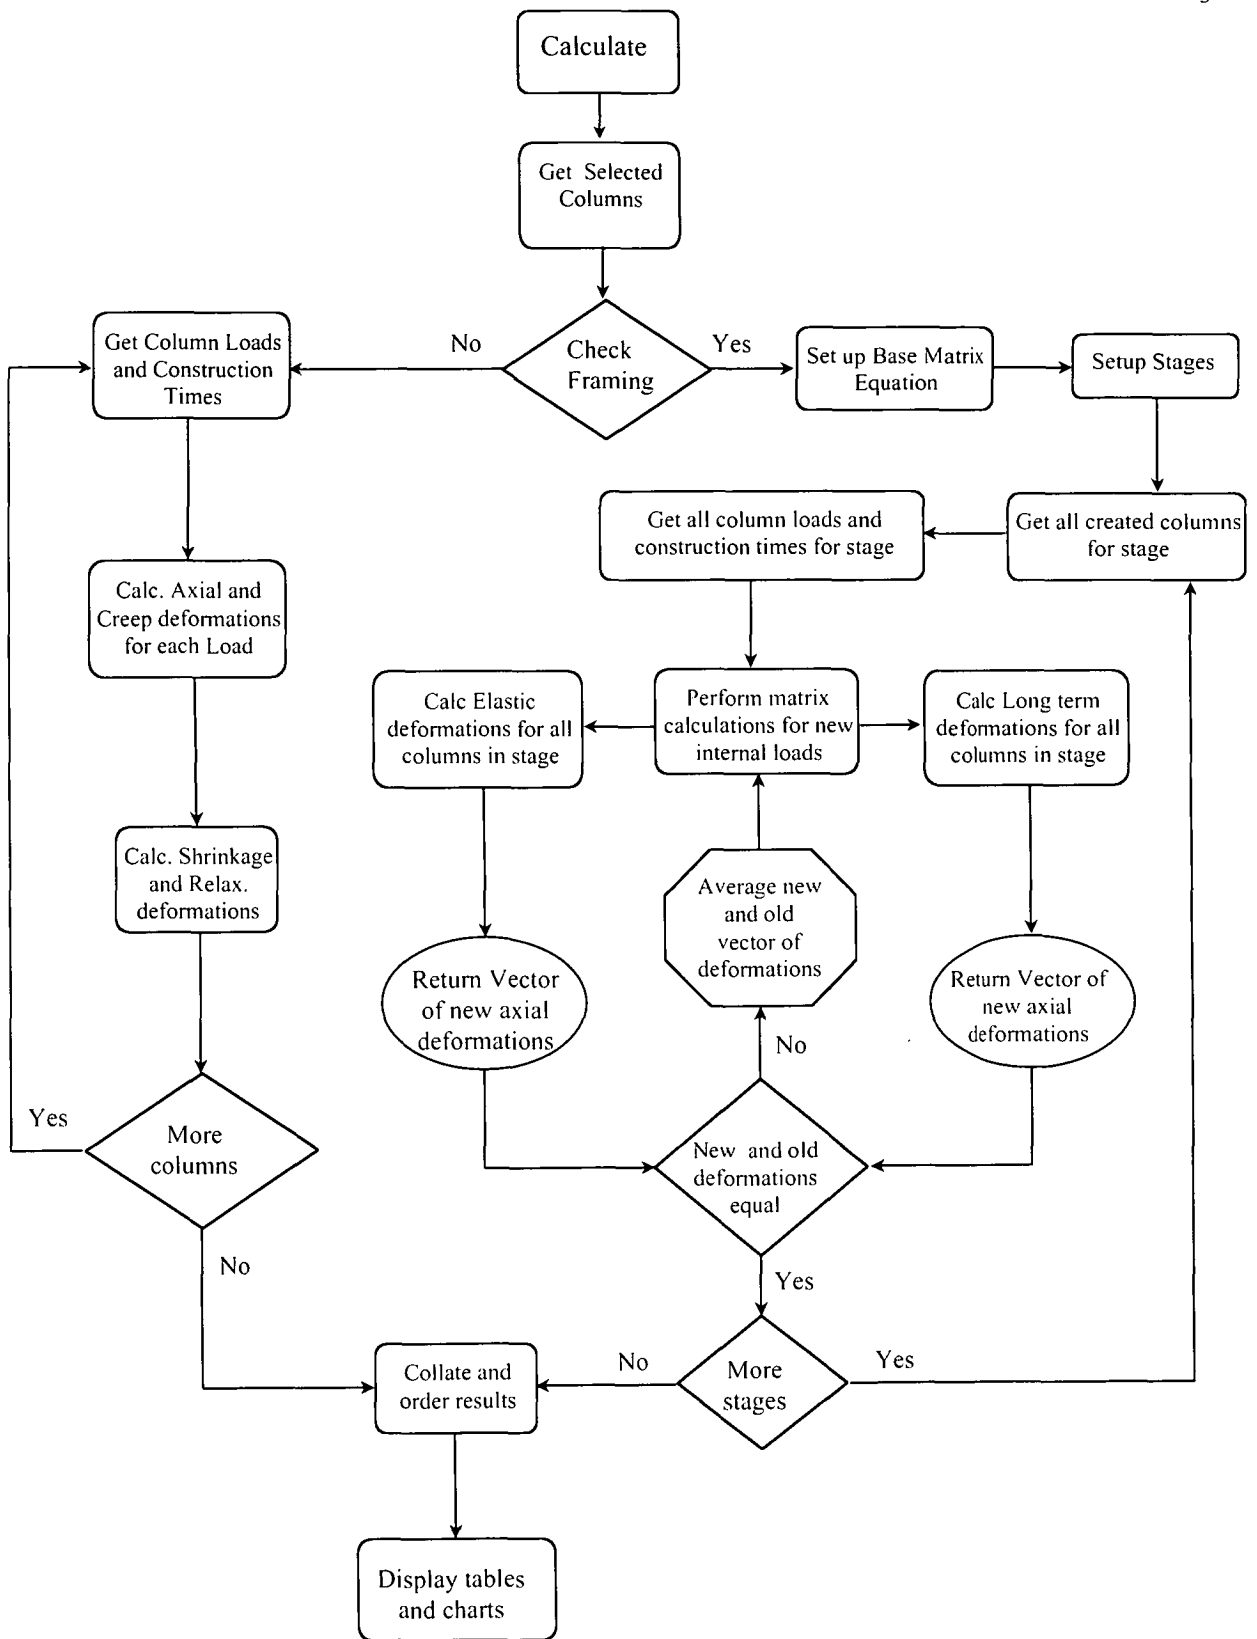 Calculate
Get Selected
Columns
Check
Framing
No
Yes
Get Column Loads
and Construction
Times
Set up Base Matrix
Equation
Setup Stages
Get all column loads and
construction times for stage
Get all created columns
for stage
Calc. Axial and
Creep deformations
for each Load
Calc Elastic
deformations for all
columns in stage
Perform matrix
calculations for new
internal loads
Calc Long term
deformations for all
columns in stage
Calc. Shrinkage
and Relax.
deformations
Average new
and old
vector of
deformations
Return Vector
of new axial
deformations
Return Vector of
new axial
deformations
No
Yes
More
columns
New and old
deformations
equal
No
Yes
Collate and
order results
No
More
stages
Yes
Display tables
and charts